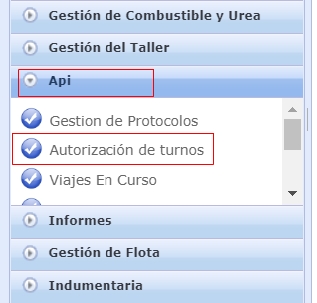 Gestión de Combustible y Urea
Gestión del Taller
Api
Gestion de Protocolos
Autorización de turnos
Viajes En Curso
Informes
Gestión de Flota
Indumentaria